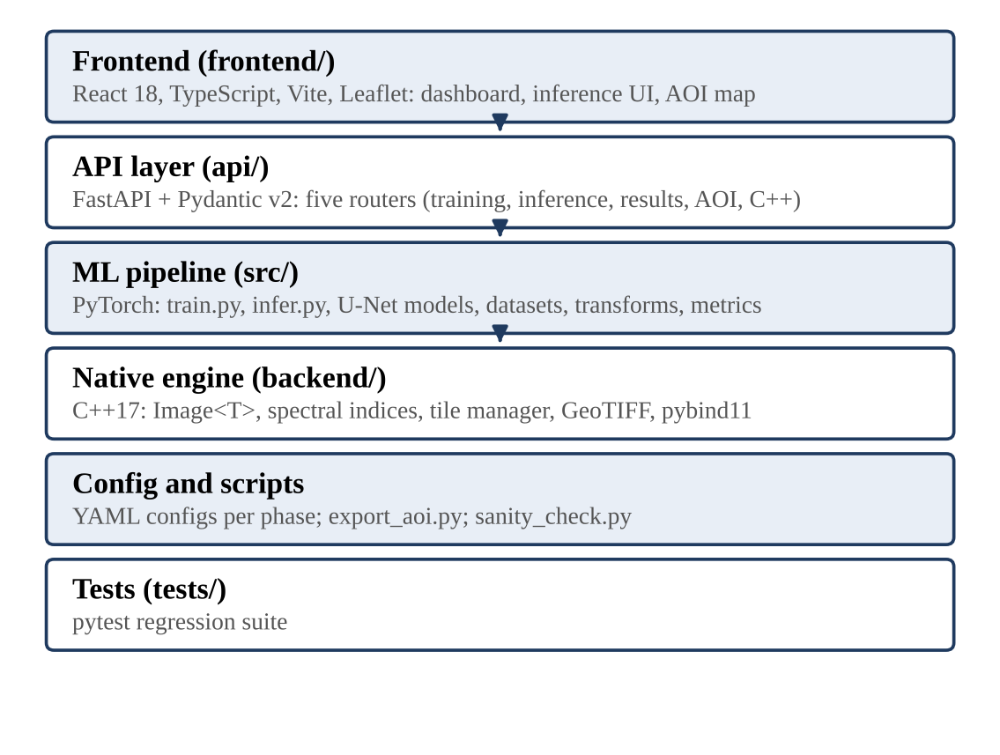 Frontend (frontend/)
React 18, TypeScript, Vite, Leaflet: dashboard, inference UI, AOI map
API layer (api/)
FastAPI + Pydantic v2: five routers (training, inference, results, AOI, C++)
ML pipeline (src/)
PyTorch: train.py, infer.py, U-Net models, datasets, transforms, metrics
Native engine (backend/)
C++17: Image<T>, spectral indices, tile manager, GeoTIFF, pybind11
Config and scripts
YAML configs per phase; export_aoi.py; sanity_check.py
Tests (tests/)
pytest regression suite